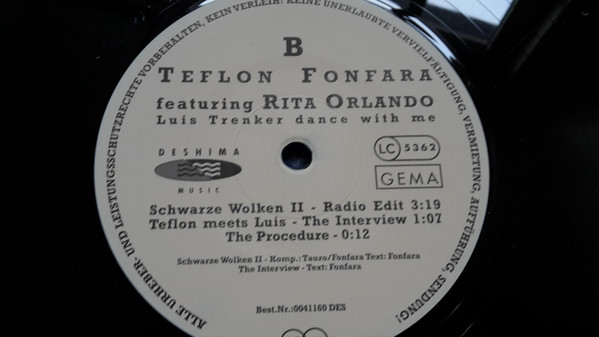 ALLE URHEBER- UND LEISTUNGSSCHUTZRECHTE VORBEHALTEN, KEIN VERLEIH! KEINE UNERLAUBTE VERVIELFÄLTIGUNG, VERMIETUNG, AUFFÜHRUNG, SENDUNG!
B
TEFLON FONFARA
featuring RITA ORLANDO
Luis Trenker dance with me
DESHIMA
MUSIC
LC 5362
GEMA
Schwarze Wolken II - Radio Edit 3:19
Teflon meets Luis - The Interview 1:07
The Procedure - 0:12
Schwarze Wolken II - Komp.: Tauro/Fonfara Text: Fonfara
The Interview - Text: Fonfara
Best.Nr.:0041160 DES